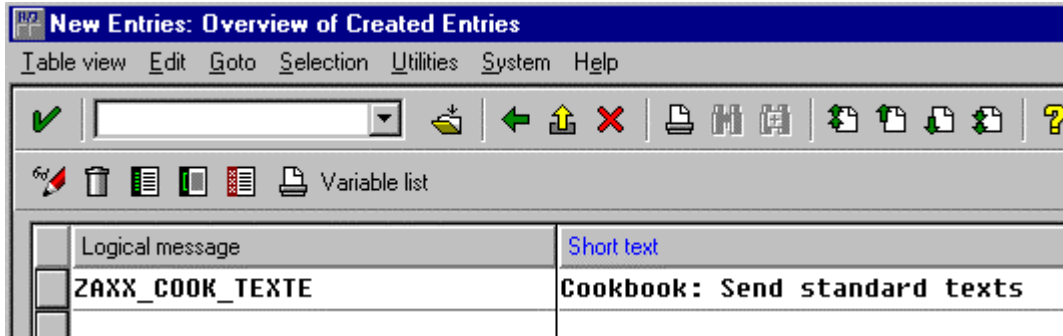 New Entries: Overview of Created Entries
Table view Edit Goto Selection Utilities System Help
Variable list
Logical message Short text
ZAXX_COOK_TEXTE Cookbook: Send standard texts